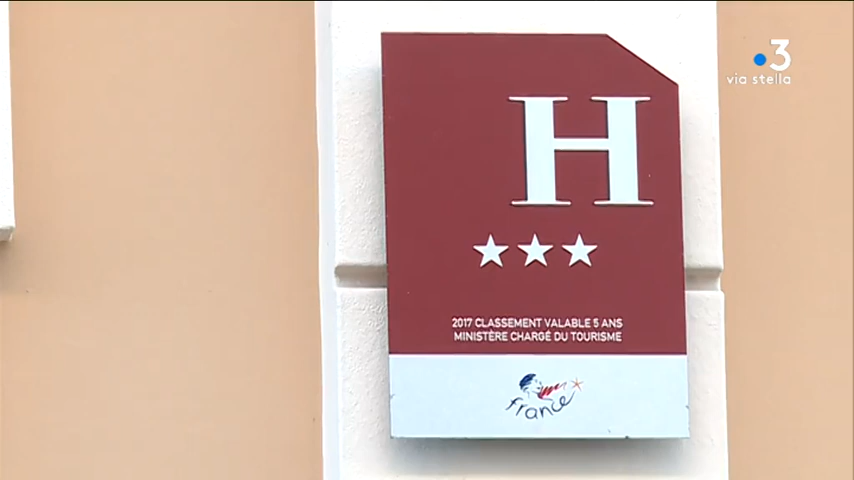 3
via stella
H
2017 CLASSEMENT VALABLE 5 ANS
MINISTÈRE CHARGÉ DU TOURISME
france